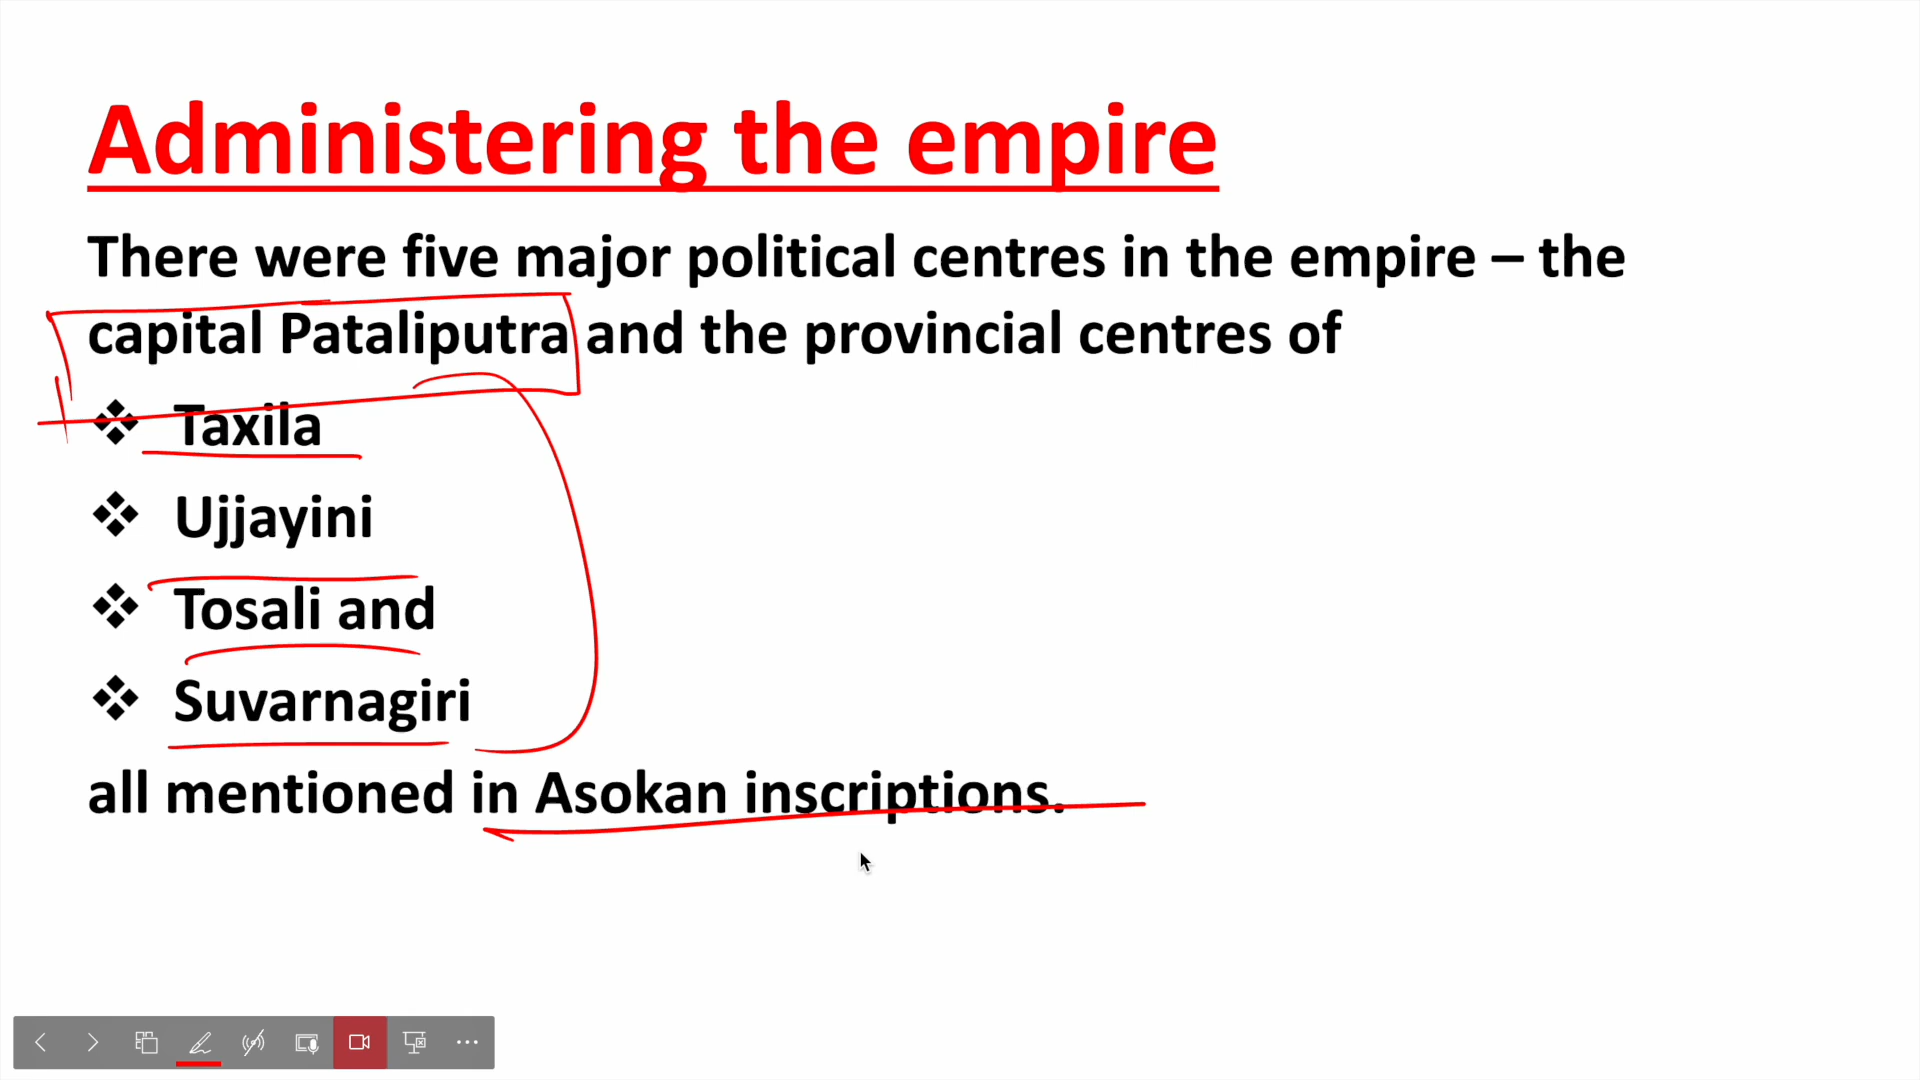 Administering the empire
There were five major political centres in the empire – the
capital Pataliputra and the provincial centres of
❖ Taxila
❖ Ujjayini
❖ Tosali and
❖ Suvarnagiri
all mentioned in Asokan inscriptions.